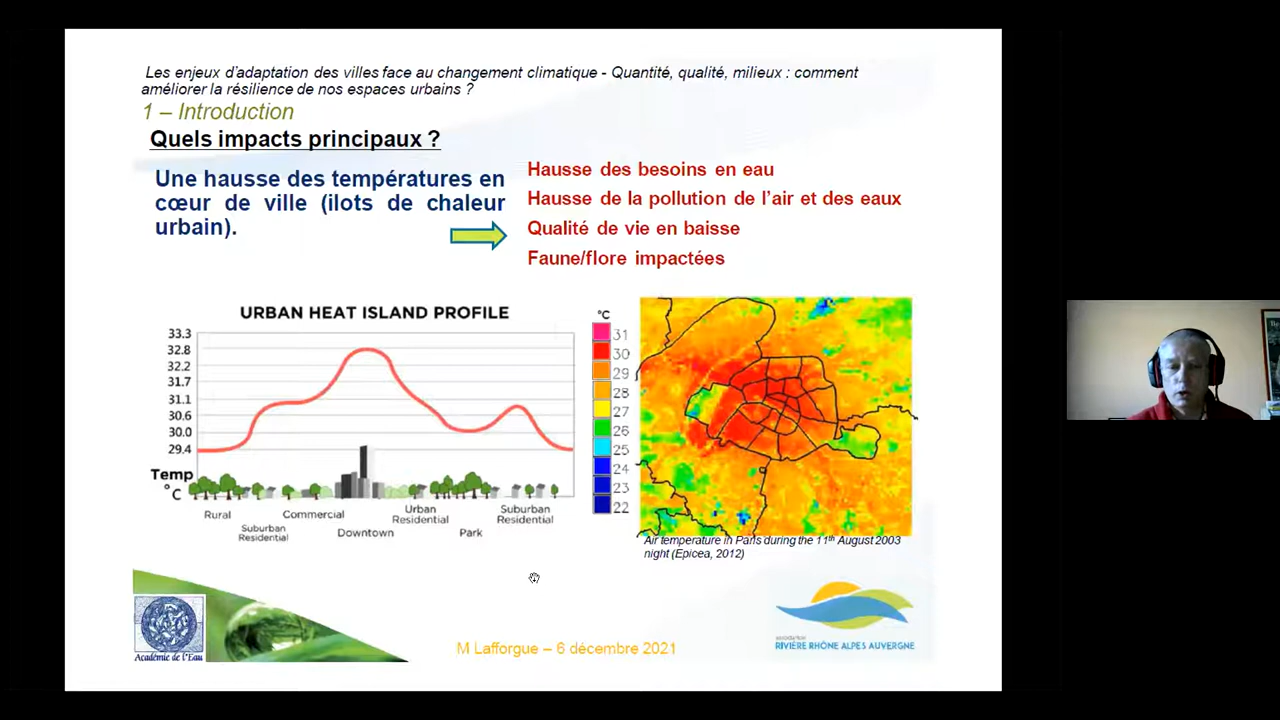 Les enjeux d'adaptation des villes face au changement climatique - Quantité, qualité, milieux : comment
améliorer la résilience de nos espaces urbains ?
1 – Introduction
Quels impacts principaux ?
Une hausse des températures en
cœur de ville (ilots de chaleur
urbain).
Hausse des besoins en eau
Hausse de la pollution de l'air et des eaux
Qualité de vie en baisse
Faune/flore impactées
URBAN HEAT ISLAND PROFILE
33.3
32.8
32.2
31.7
31.1
30.6
30.0
29.4
Temp
°C
Rural
Suburban
Residential
Commercial
Downtown
Urban
Residential
Park
Suburban
Residential
°C
31
30
29
28
27
26
25
24
23
22
Air temperature in Paris during the 11th August 2003
night (Epicea, 2012)
Académie de l'Eau
M Lafforgue – 6 décembre 2021
association
RIVIÈRE RHÔNE ALPES AUVERGNE